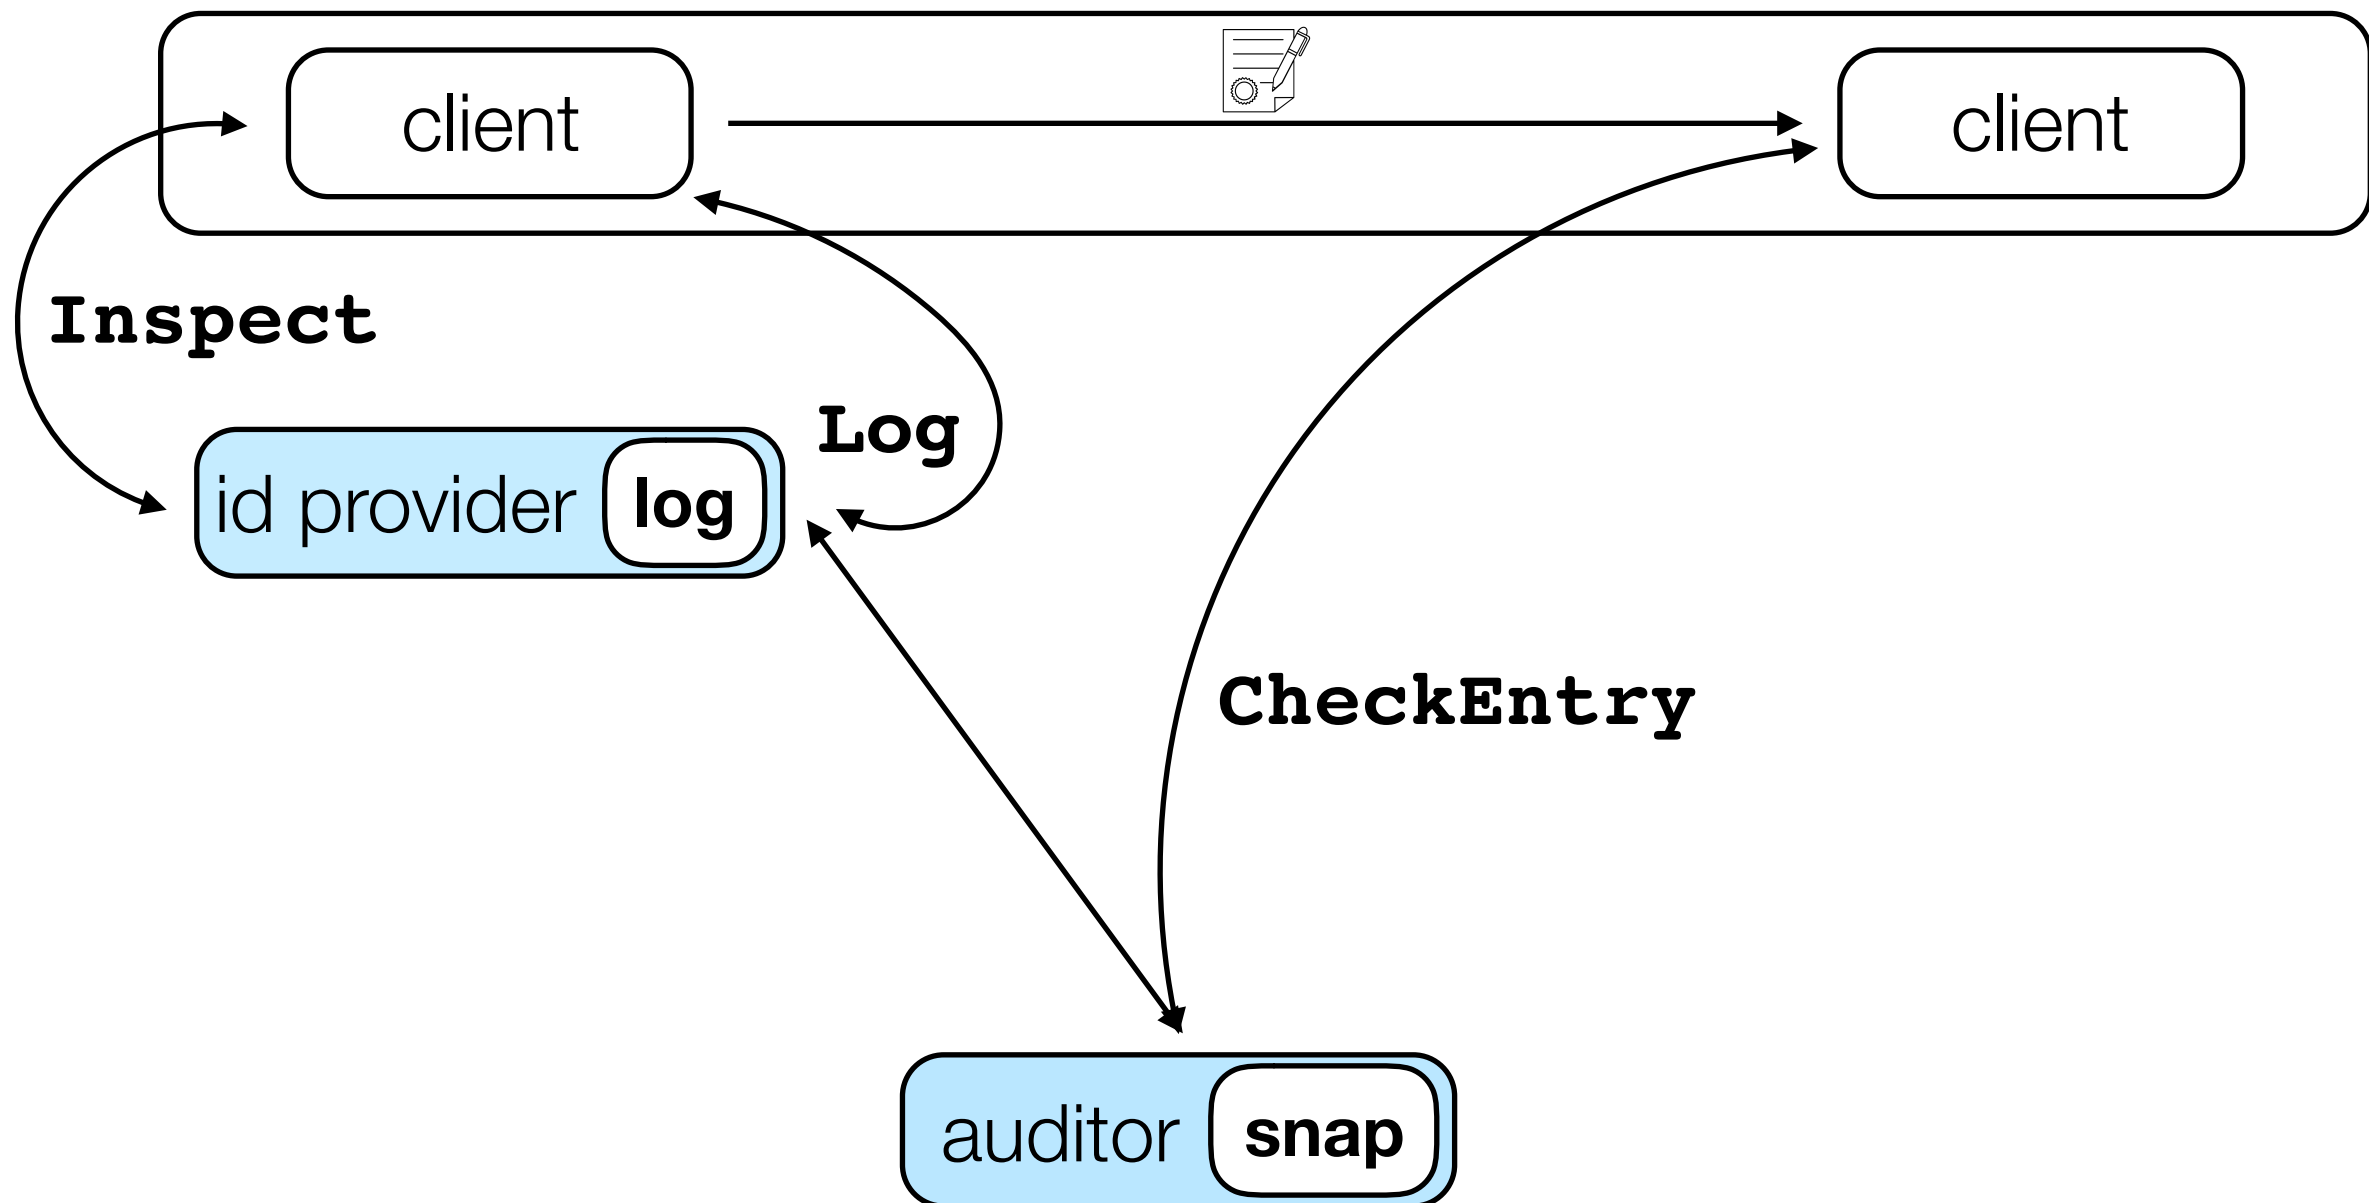 client
client
Inspect
Log
id provider
log
CheckEntry
auditor
snap